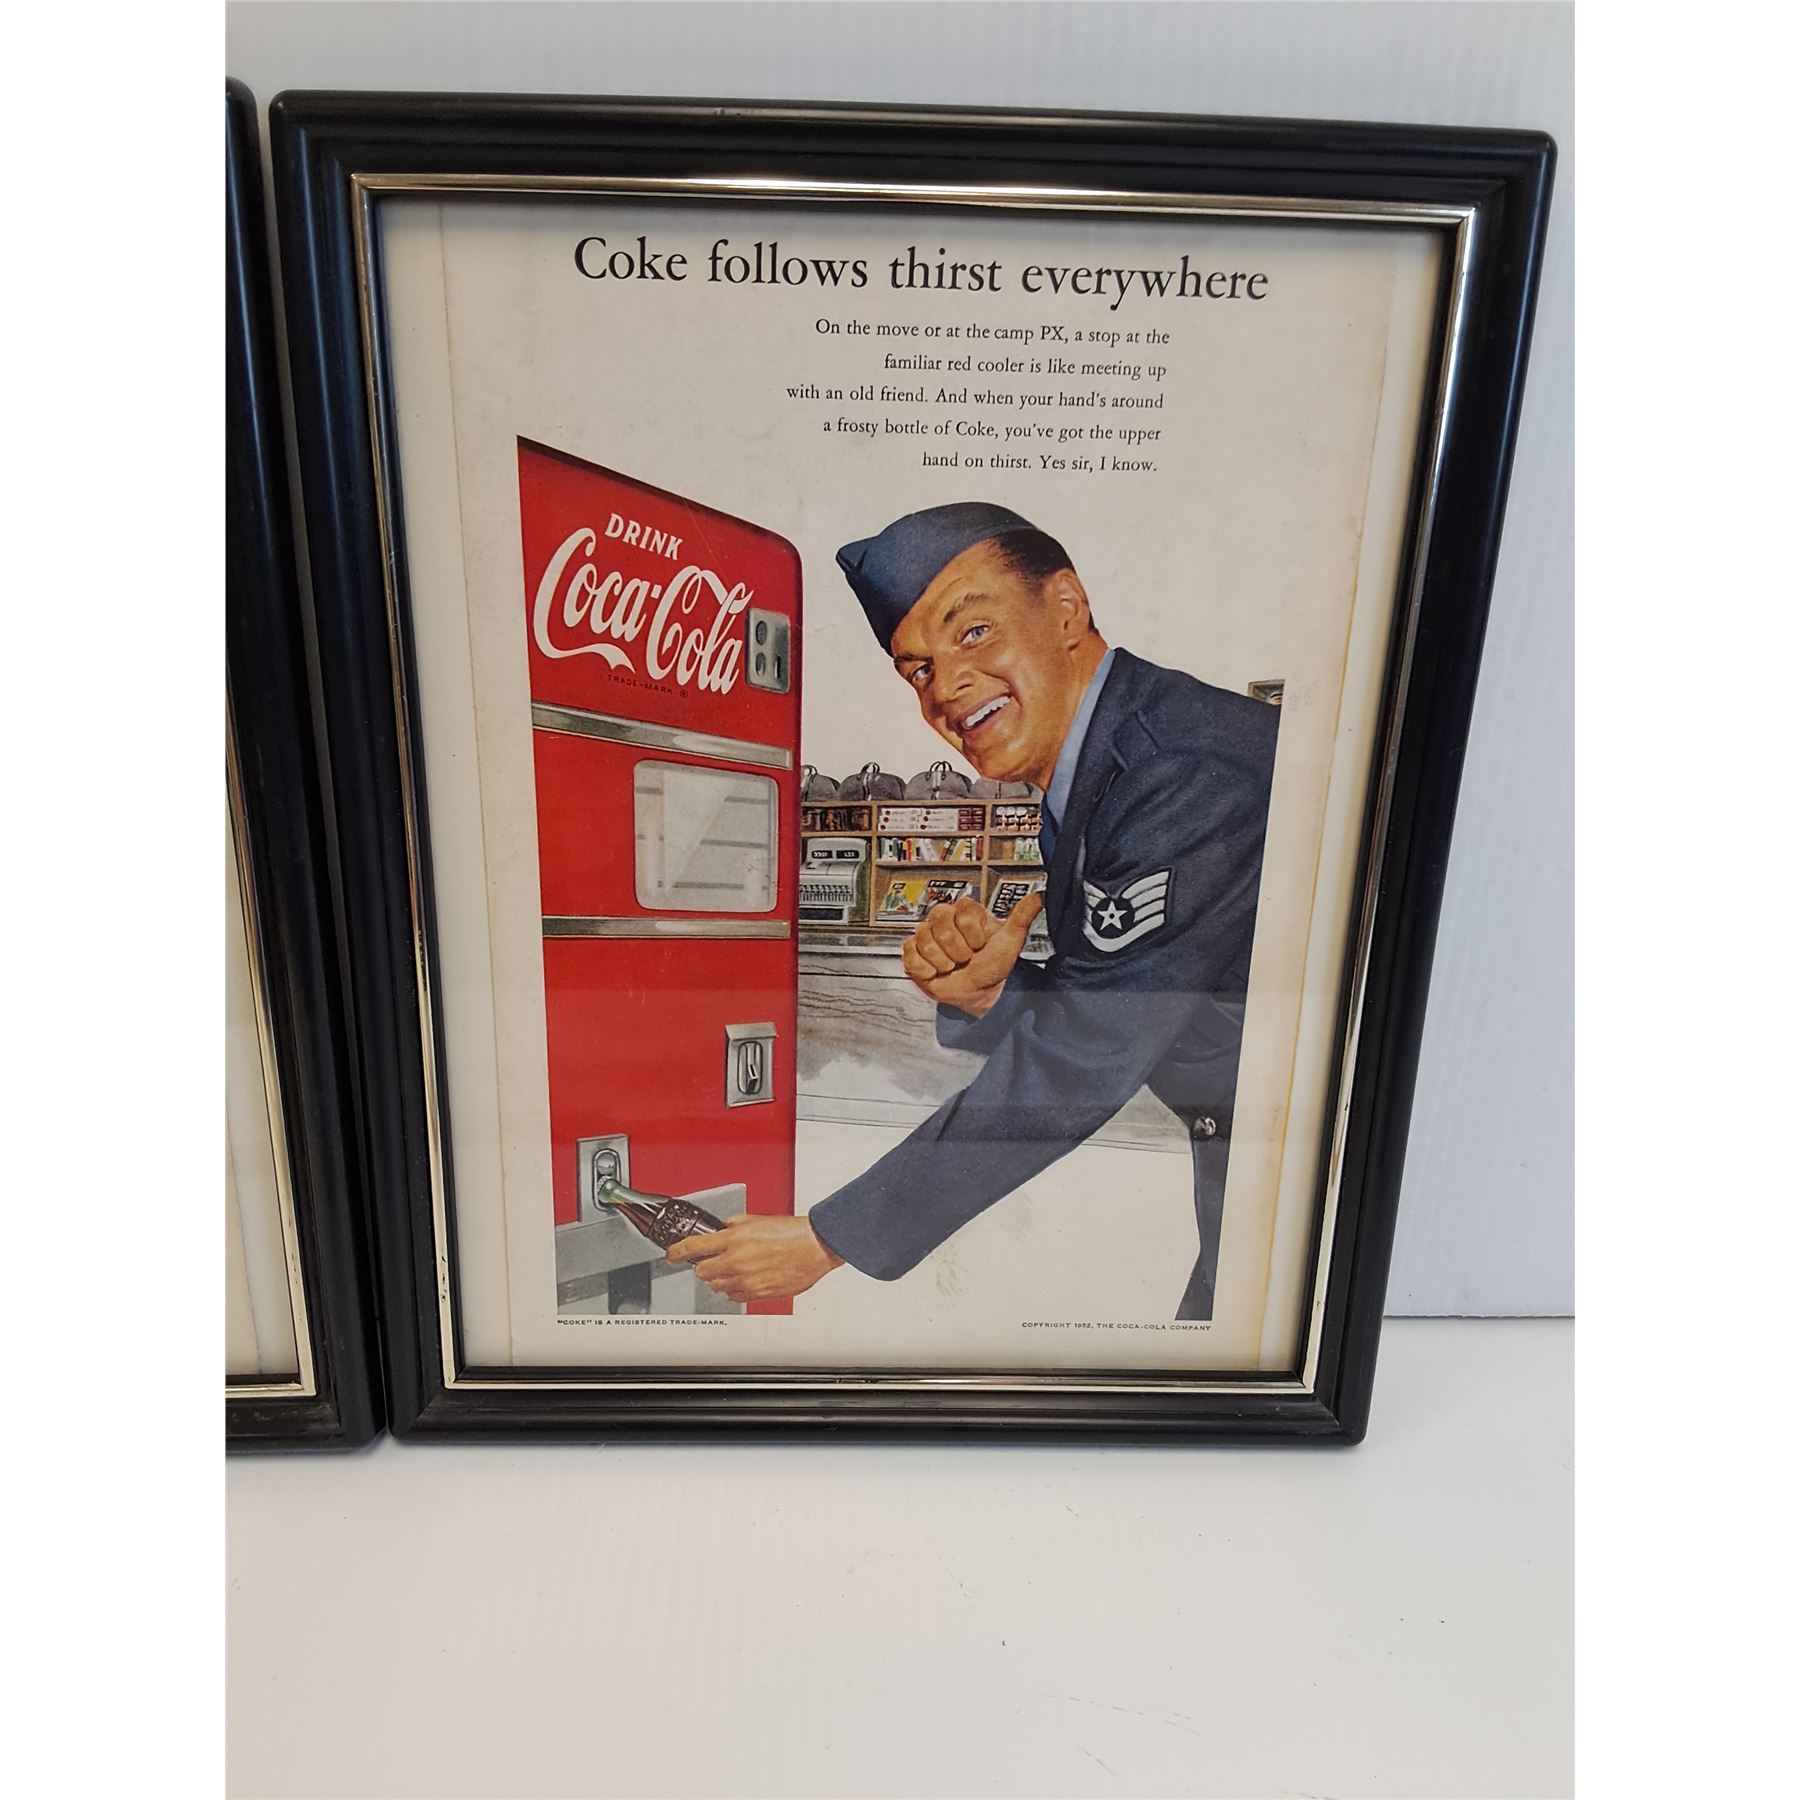 Coke follows thirst everywhere
On the move or at the camp PX, a stop at the
familiar red cooler is like meeting up
with an old friend. And when your hand's around
a frosty bottle of Coke, you've got the upper
hand on thirst. Yes sir, I know.
DRINK
Coca-Cola
TRADE-MARK ®
"COKE" IS A REGISTERED TRADE-MARK.
COPYRIGHT 1952, THE COCA-COLA COMPANY